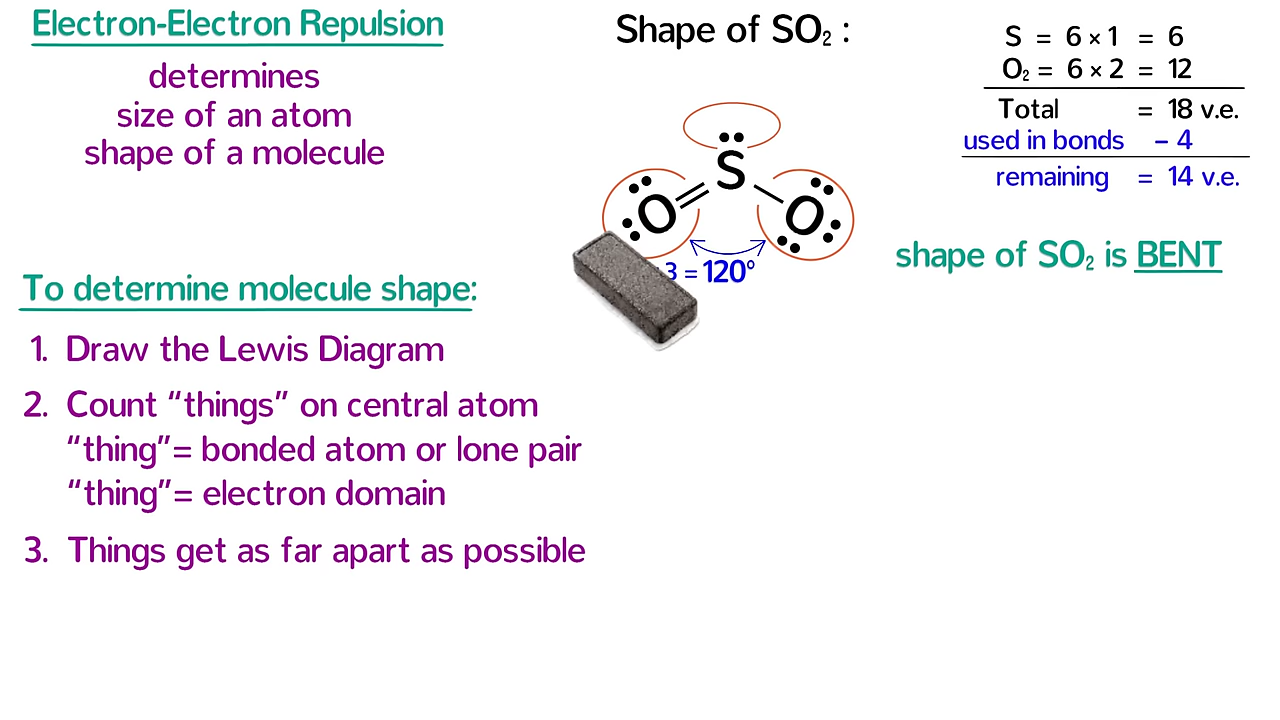 Electron-Electron Repulsion
determines
size of an atom
shape of a molecule
To determine molecule shape:
1. Draw the Lewis Diagram
2. Count “things” on central atom
“thing”= bonded atom or lone pair
“thing”= electron domain
3. Things get as far apart as possible
Shape of SO₂ :
S
O
O
3 = 120°
S = 6 × 1 = 6
O₂ = 6 × 2 = 12
Total = 18 v.e.
used in bonds – 4
remaining = 14 v.e.
shape of SO₂ is BENT